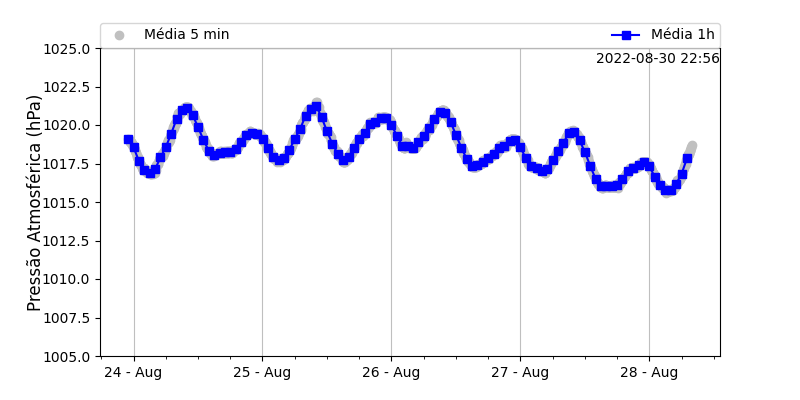 Média 5 min
Média 1h
2022-08-30 22:56
Pressão Atmosférica (hPa)
1025.0
1022.5
1020.0
1017.5
1015.0
1012.5
1010.0
1007.5
1005.0
24 - Aug
25 - Aug
26 - Aug
27 - Aug
28 - Aug